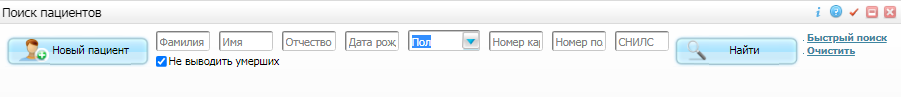 Поиск пациентов
Новый пациент Фамилия Имя Отчество Дата рож Пол Номер кар Номер по СНИЛС Найти . Быстрый поиск
Не выводить умерших . Очистить